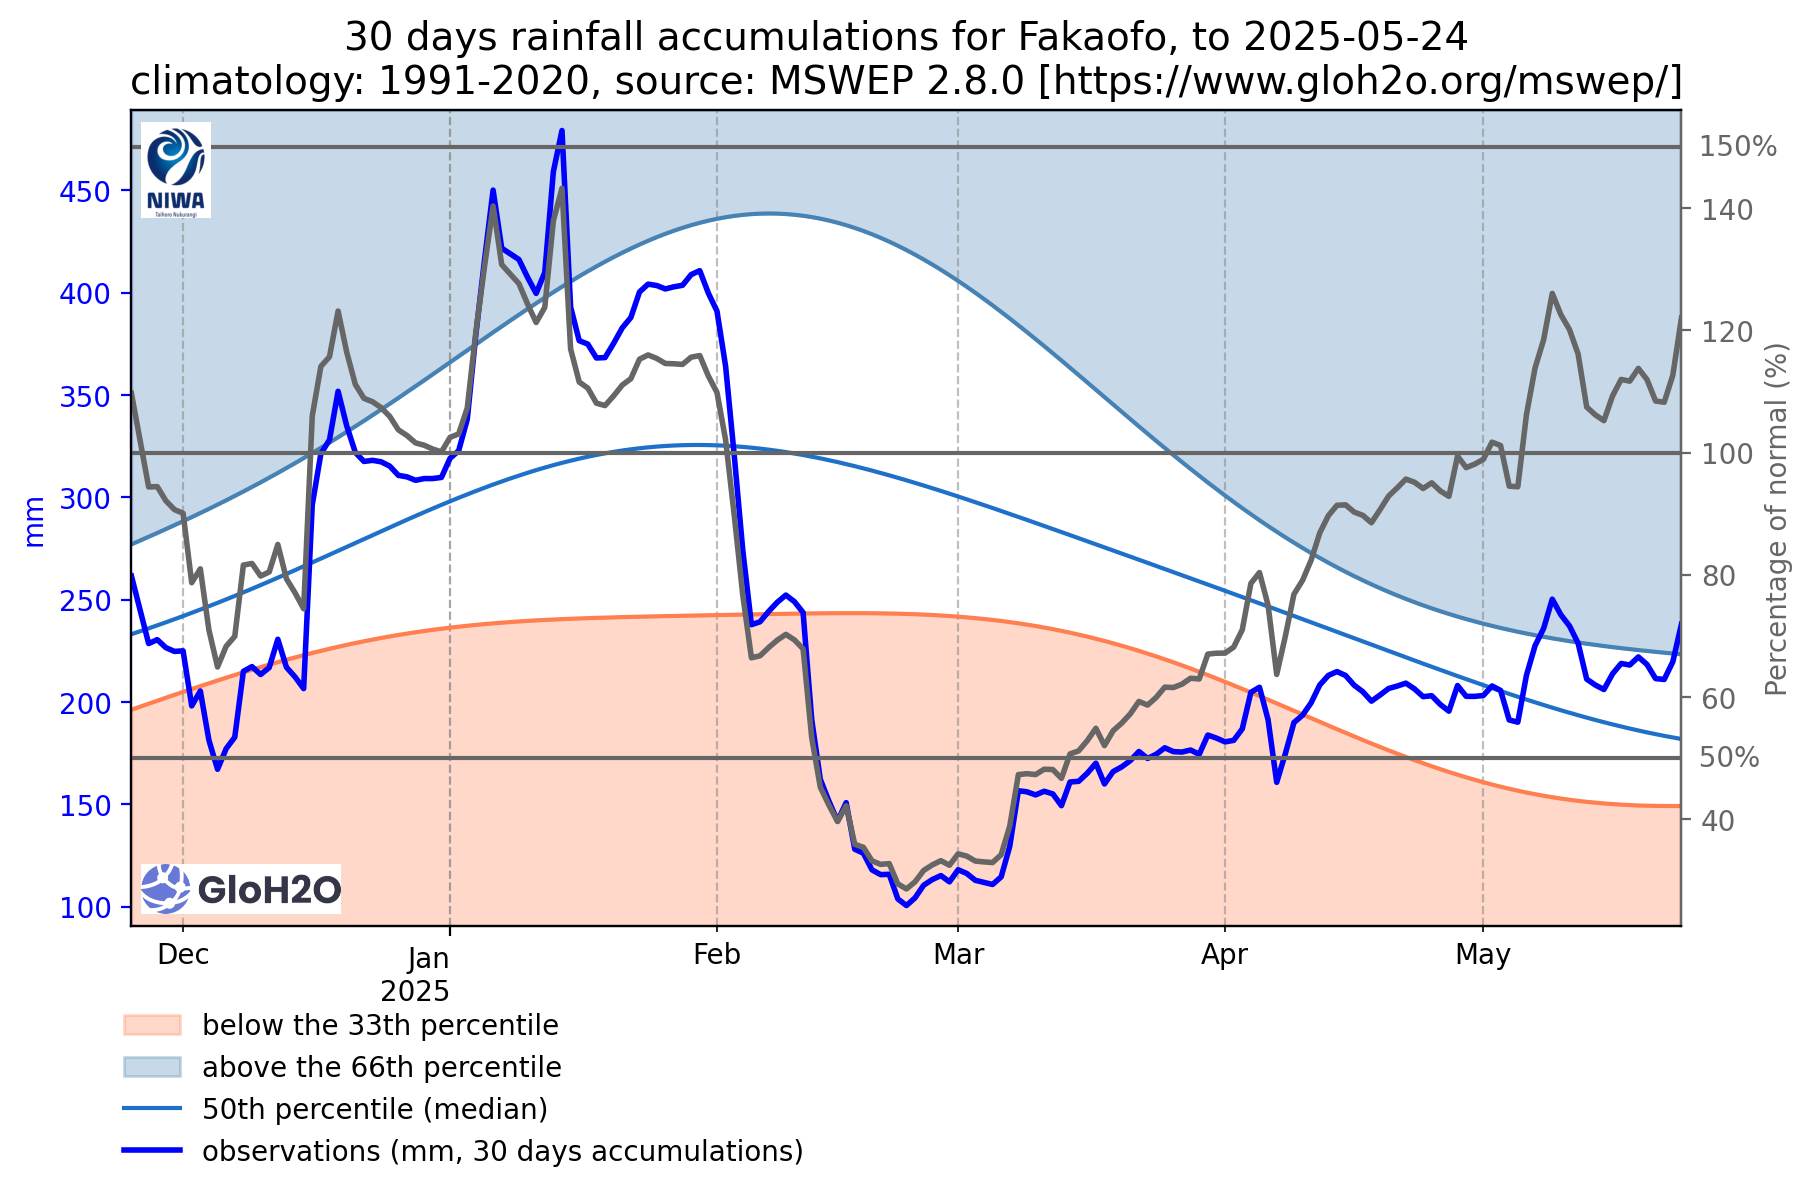 30 days rainfall accumulations for Fakaofo, to 2025-05-24
climatology: 1991-2020, source: MSWEP 2.8.0 [https://www.gloh2o.org/mswep/]
NIWA
Taihoro Nukurangi
450
400
350
300
250
200
150
100
mm
150%
140
120
100
80
60
50%
40
Percentage of normal (%)
GloH2O
Dec
Jan
2025
Feb
Mar
Apr
May
below the 33th percentile
above the 66th percentile
50th percentile (median)
observations (mm, 30 days accumulations)